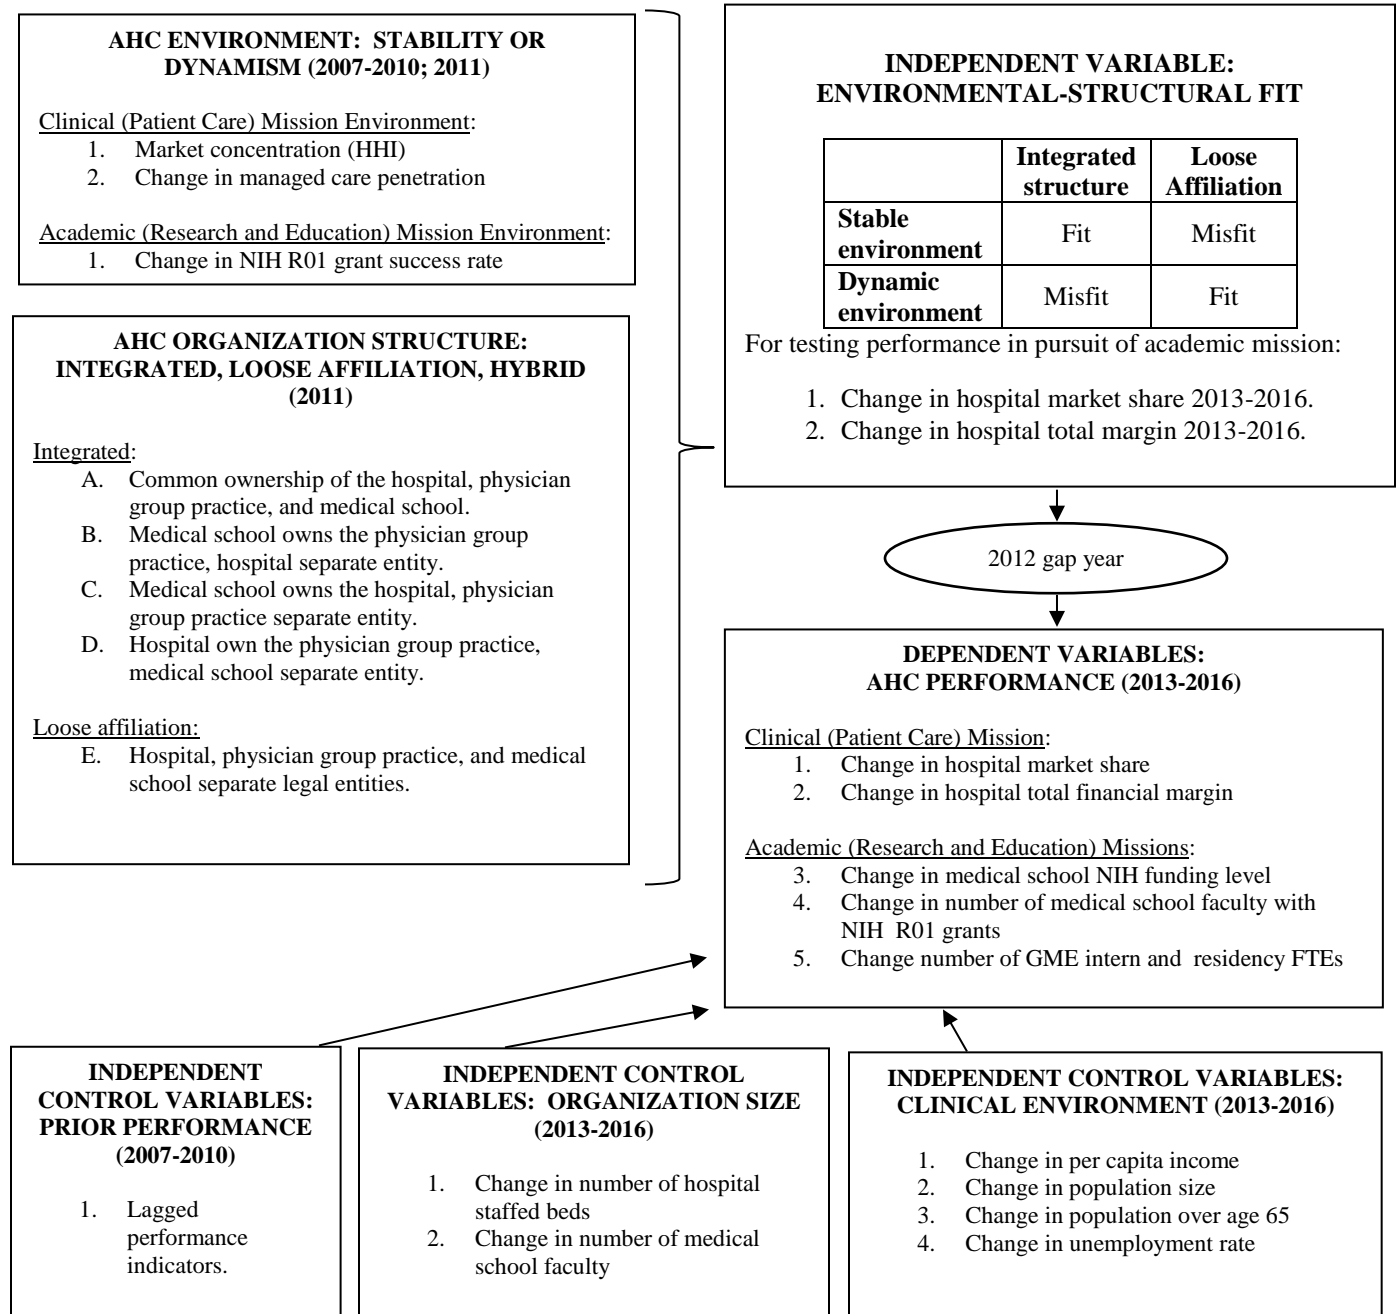 AHC ENVIRONMENT: STABILITY OR
DYNAMISM (2007-2010; 2011)
Clinical (Patient Care) Mission Environment:
1. Market concentration (HHI)
2. Change in managed care penetration
Academic (Research and Education) Mission Environment:
1. Change in NIH R01 grant success rate
AHC ORGANIZATION STRUCTURE:
INTEGRATED, LOOSE AFFILIATION, HYBRID
(2011)
Integrated:
A. Common ownership of the hospital, physician
group practice, and medical school.
B. Medical school owns the physician group
practice, hospital separate entity.
C. Medical school owns the hospital, physician
group practice separate entity.
D. Hospital own the physician group practice,
medical school separate entity.
Loose affiliation:
E. Hospital, physician group practice, and medical
school separate legal entities.
INDEPENDENT VARIABLE:
ENVIRONMENTAL-STRUCTURAL FIT
Integrated
structure
Loose
Affiliation
Stable
environment
Fit
Misfit
Dynamic
environment
Misfit
Fit
For testing performance in pursuit of academic mission:
1. Change in hospital market share 2013-2016.
2. Change in hospital total margin 2013-2016.
2012 gap year
DEPENDENT VARIABLES:
AHC PERFORMANCE (2013-2016)
Clinical (Patient Care) Mission:
1. Change in hospital market share
2. Change in hospital total financial margin
Academic (Research and Education) Missions:
3. Change in medical school NIH funding level
4. Change in number of medical school faculty with
NIH R01 grants
5. Change number of GME intern and residency FTEs
INDEPENDENT
CONTROL VARIABLES:
PRIOR PERFORMANCE
(2007-2010)
1. Lagged
performance
indicators.
INDEPENDENT CONTROL
VARIABLES: ORGANIZATION SIZE
(2013-2016)
1. Change in number of hospital
staffed beds
2. Change in number of medical
school faculty
INDEPENDENT CONTROL VARIABLES:
CLINICAL ENVIRONMENT (2013-2016)
1. Change in per capita income
2. Change in population size
3. Change in population over age 65
4. Change in unemployment rate